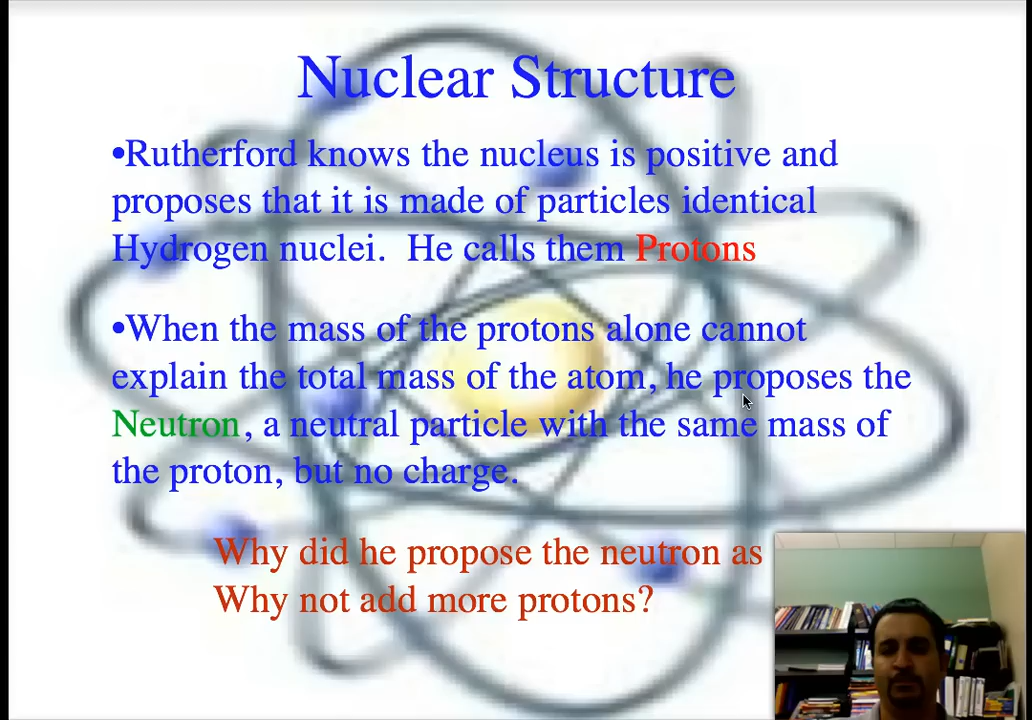 Nuclear Structure
•Rutherford knows the nucleus is positive and
proposes that it is made of particles identical
Hydrogen nuclei. He calls them Protons
•When the mass of the protons alone cannot
explain the total mass of the atom, he proposes the
Neutron, a neutral particle with the same mass of
the proton, but no charge.
Why did he propose the neutron as
Why not add more protons?